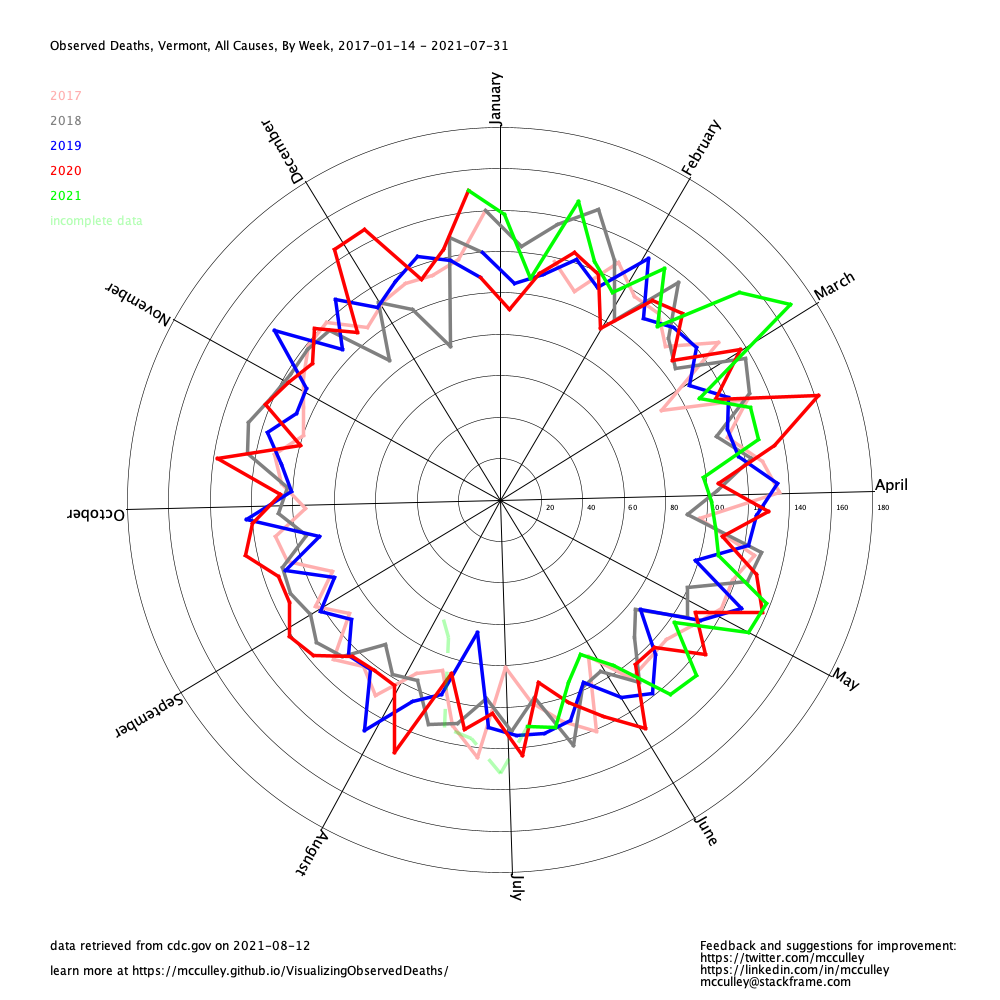 Observed Deaths, Vermont, All Causes, By Week, 2017-01-14 - 2021-07-31
2017
2018
2019
2020
2021
incomplete data
January
February
March
April
May
June
July
August
September
October
November
December
20
40
60
80
140
160
180
data retrieved from cdc.gov on 2021-08-12
learn more at https://mcculley.github.io/VisualizingObservedDeaths/
Feedback and suggestions for improvement:
https://twitter.com/mcculley
https://linkedin.com/in/mcculley
mcculley@stackframe.com